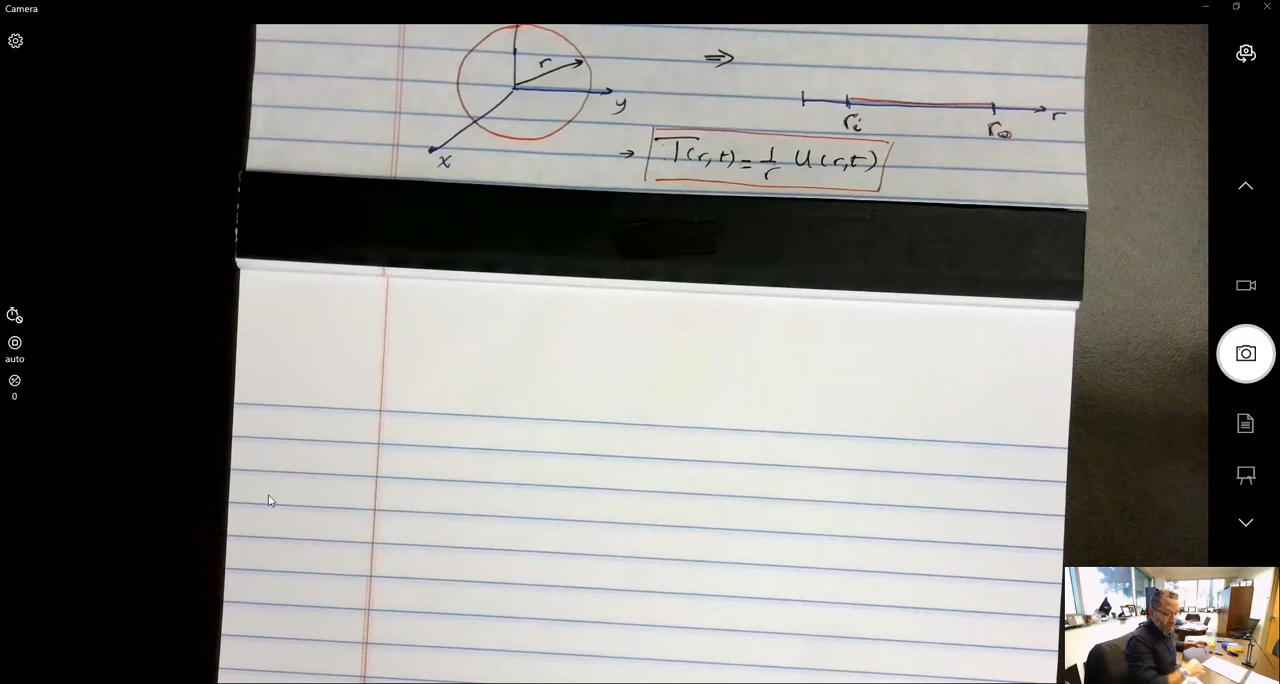 Camera
r
⇒
y
r
ri
ro
x
→ T(r,t) = 1/r U(r,t)
auto
0